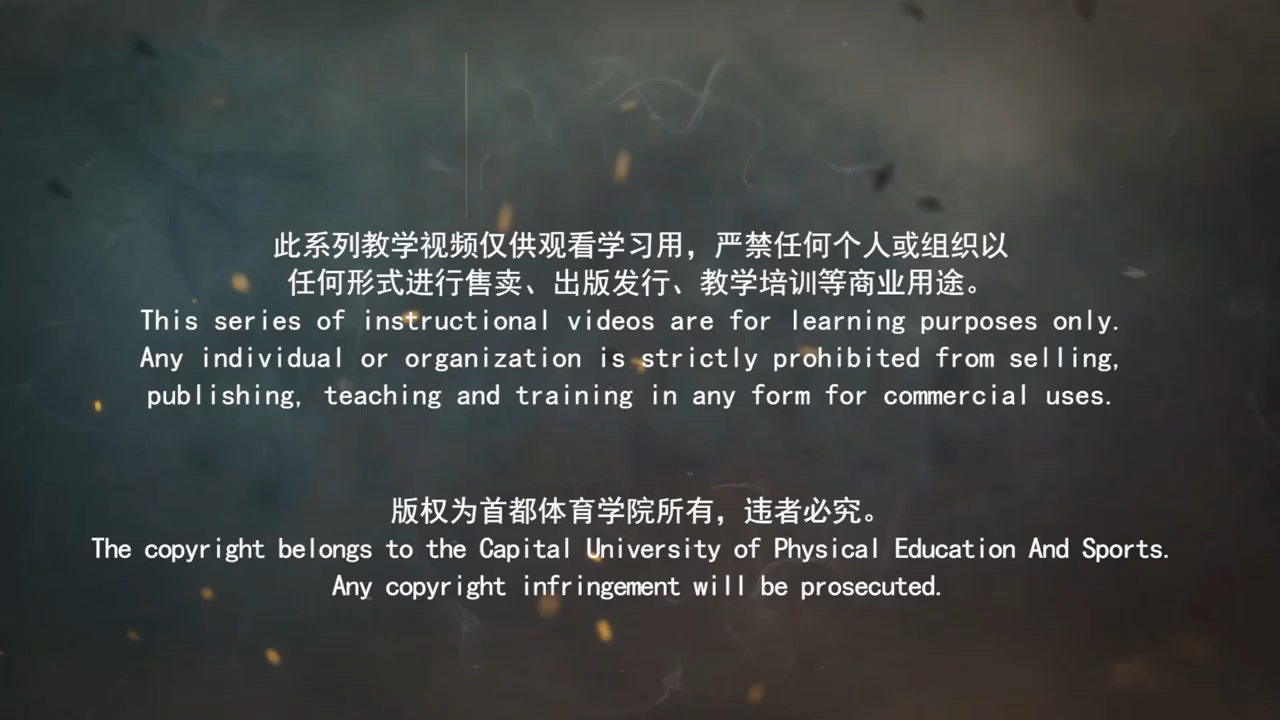 此系列教学视频仅供观看学习用，严禁任何个人或组织以
任何形式进行售卖、出版发行、教学培训等商业用途。
This series of instructional videos are for learning purposes only.
Any individual or organization is strictly prohibited from selling,
publishing, teaching and training in any form for commercial uses.
版权为首都体育学院所有，违者必究。
The copyright belongs to the Capital University of Physical Education And Sports.
Any copyright infringement will be prosecuted.